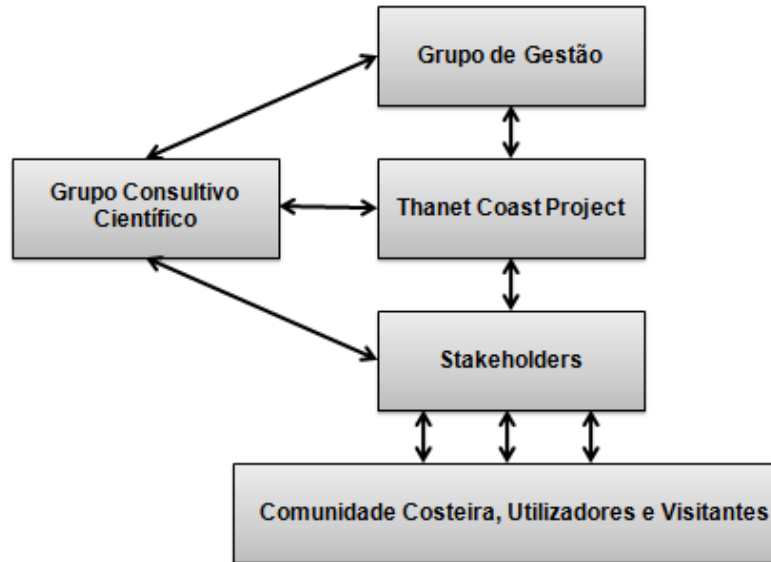 Grupo de Gestão
Grupo Consultivo
Científico
Thanet Coast Project
Stakeholders
Comunidade Costeira, Utilizadores e Visitantes